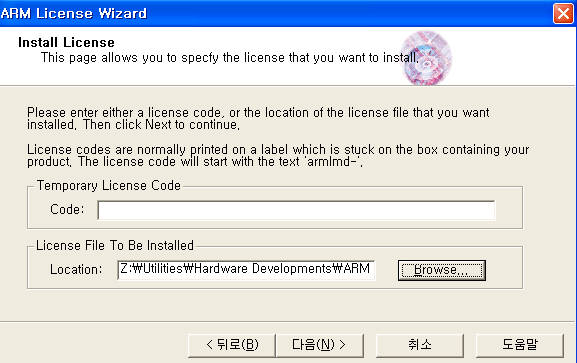 ARM License Wizard
Install License
This page allows you to specfy the license that you want to install.
Please enter either a license code, or the location of the license file that you want
installed. Then click Next to continue.
License codes are normally printed on a label which is stuck on the box containing your
product. The license code will start with the text 'armlmd-'.
Temporary License Code
Code:
License File To Be Installed
Location: Z:₩Utilities₩Hardware Developments₩ARM Browse...
< 뒤로(B) 다음(N) > 취소 도움말